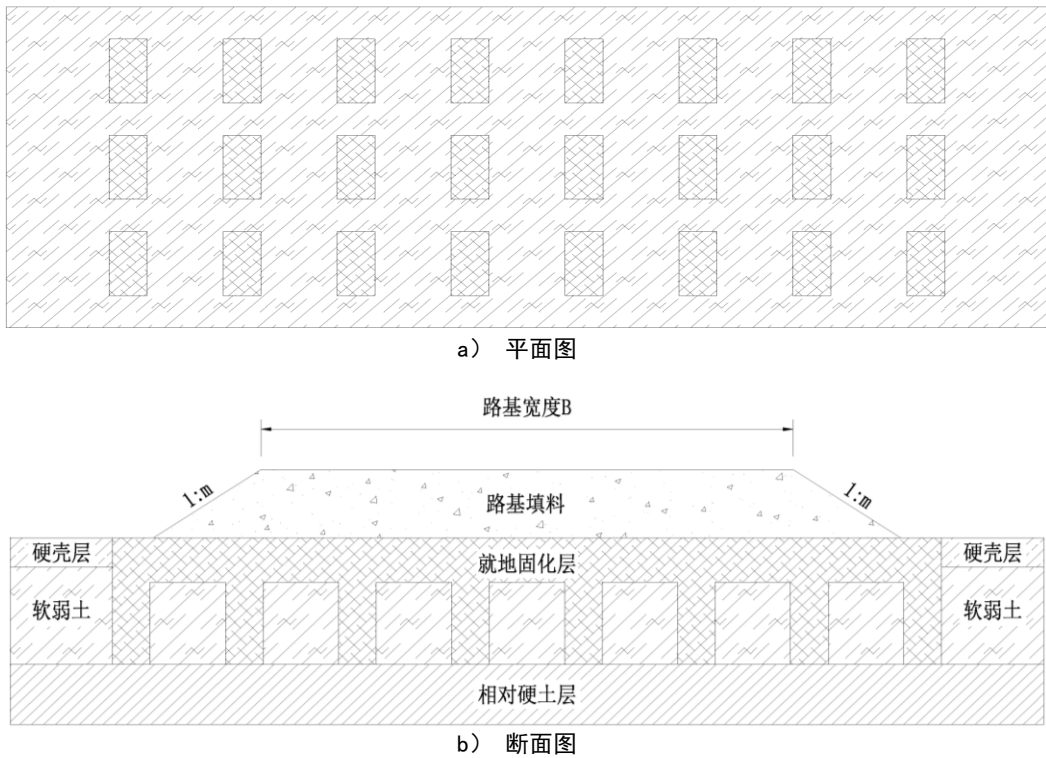 a） 平面图
路基宽度B
1:m
1:m
路基填料
硬壳层
就地固化层
硬壳层
软弱土
软弱土
相对硬土层
b） 断面图